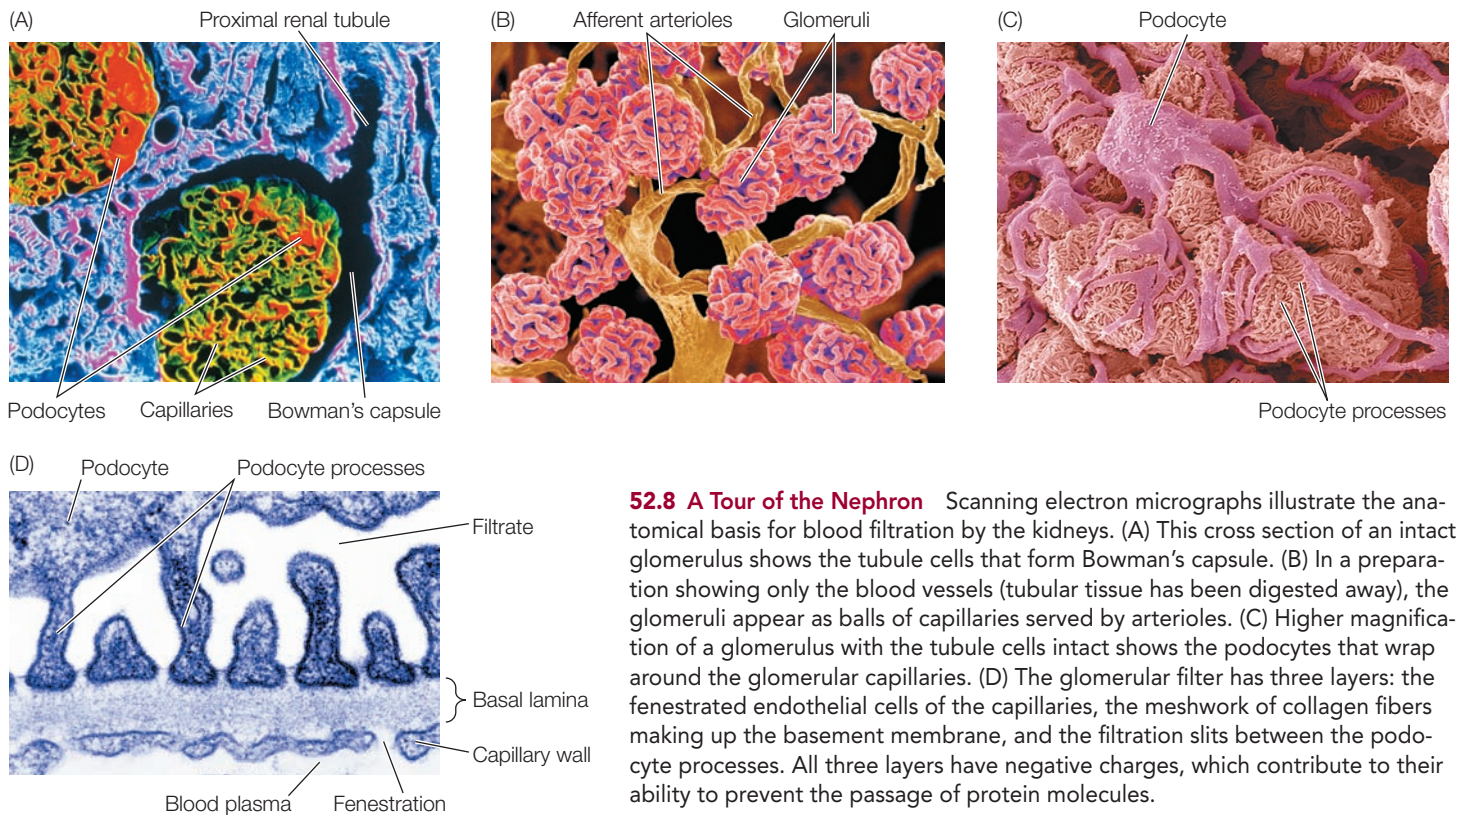 (A)
Proximal renal tubule
Podocytes
Capillaries
Bowman’s capsule
(B)
Afferent arterioles
Glomeruli
(C)
Podocyte
Podocyte processes
(D)
Podocyte
Podocyte processes
Filtrate
Basal lamina
Capillary wall
Blood plasma
Fenestration
52.8 A Tour of the Nephron Scanning electron micrographs illustrate the ana-
tomical basis for blood filtration by the kidneys. (A) This cross section of an intact
glomerulus shows the tubule cells that form Bowman’s capsule. (B) In a prepara-
tion showing only the blood vessels (tubular tissue has been digested away), the
glomeruli appear as balls of capillaries served by arterioles. (C) Higher magnifica-
tion of a glomerulus with the tubule cells intact shows the podocytes that wrap
around the glomerular capillaries. (D) The glomerular filter has three layers: the
fenestrated endothelial cells of the capillaries, the meshwork of collagen fibers
making up the basement membrane, and the filtration slits between the podo-
cyte processes. All three layers have negative charges, which contribute to their
ability to prevent the passage of protein molecules.